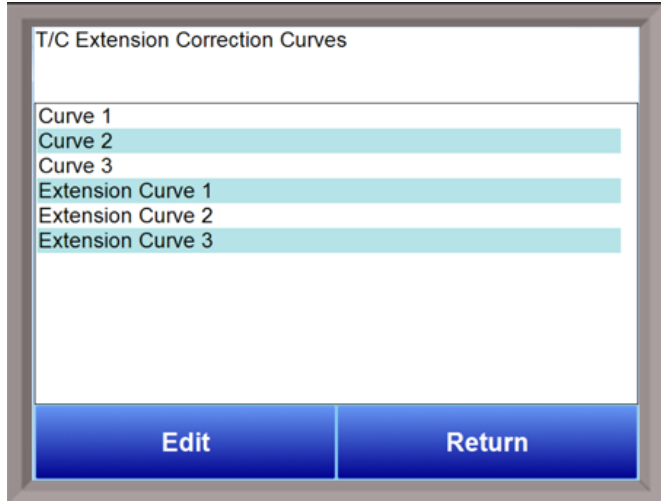 T/C Extension Correction Curves
Curve 1
Curve 2
Curve 3
Extension Curve 1
Extension Curve 2
Extension Curve 3
Edit
Return